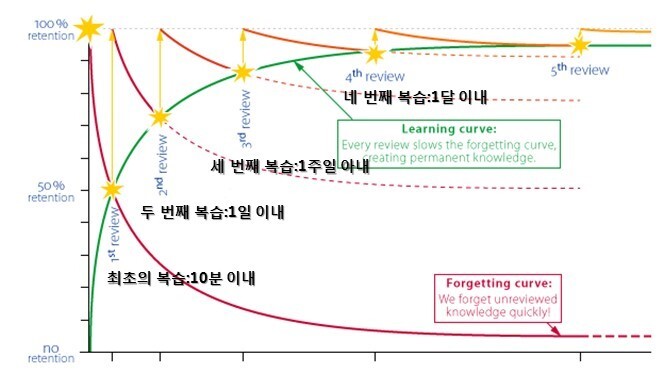 100%
retention
50%
retention
no
retention
1st review
2nd review
3rd review
4th review
5th review
최초의 복습:10분 이내
두 번째 복습:1일 이내
세 번째 복습:1주일 아내
네 번째 복습:1달 이내
Learning curve:
Every review slows the forgetting curve,
creating permanent knowledge.
Forgetting curve:
We forget unreviewed
knowledge quickly!